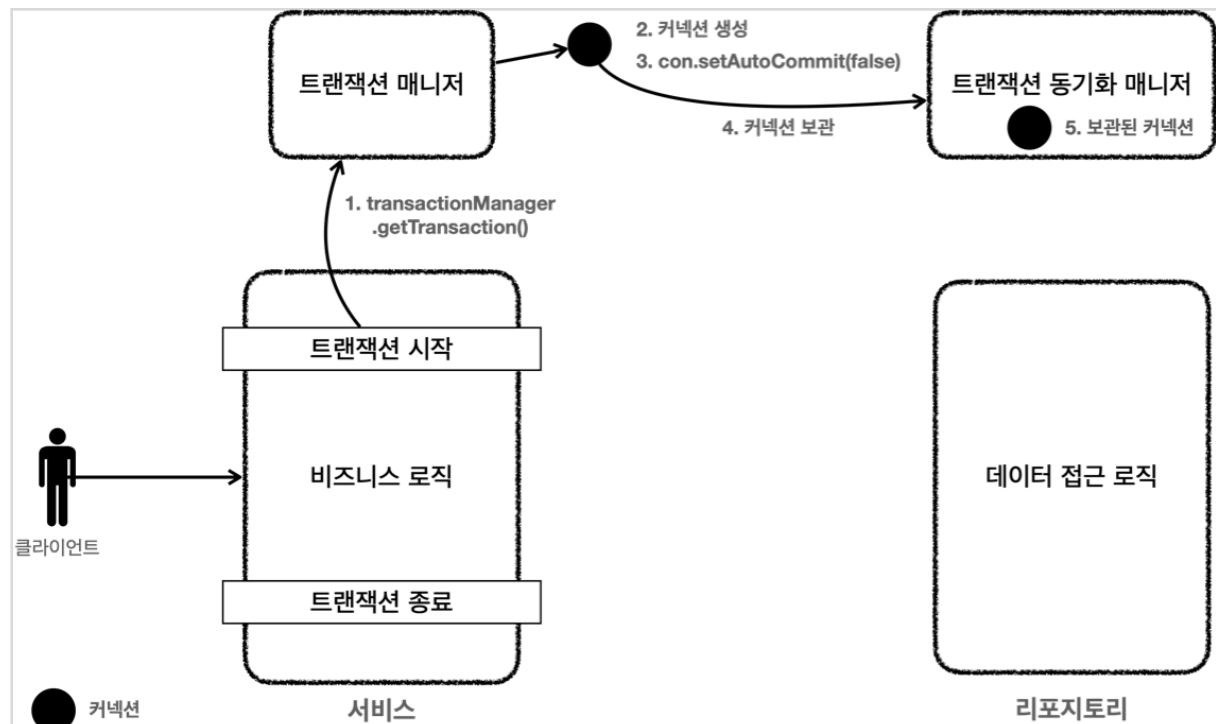 트랜잭션 매니저
2. 커넥션 생성
3. con.setAutoCommit(false)
4. 커넥션 보관
트랜잭션 동기화 매니저
5. 보관된 커넥션
1. transactionManager
.getTransaction()
트랜잭션 시작
비즈니스 로직
데이터 접근 로직
클라이언트
트랜잭션 종료
커넥션
서비스
리포지토리